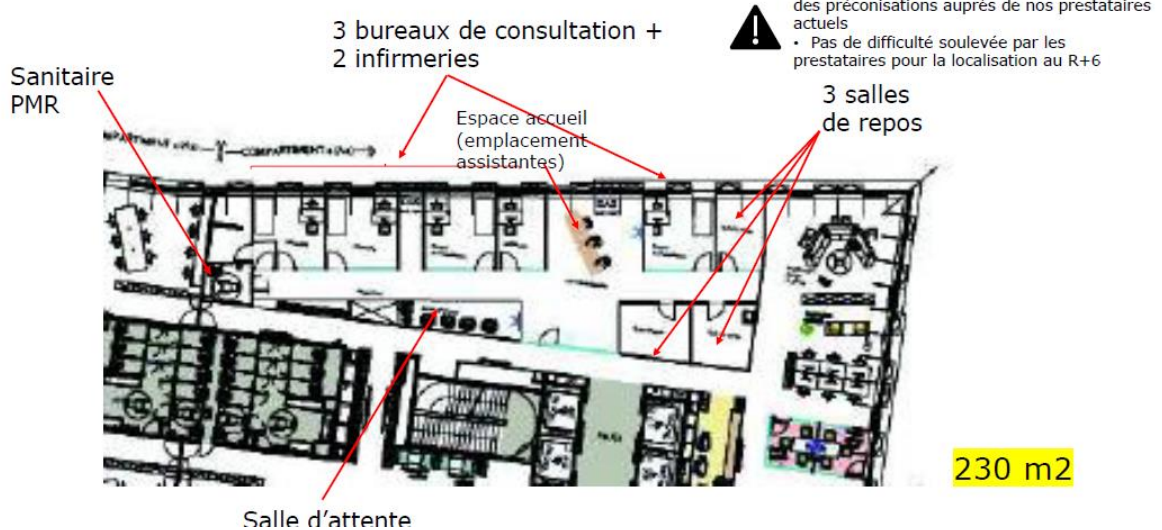 des préconisations auprès de nos prestataires
actuels
• Pas de difficulté soulevée par les
prestataires pour la localisation au R+6
3 bureaux de consultation +
2 infirmeries
Sanitaire
PMR
Espace accueil
(emplacement
assistantes)
3 salles
de repos
230 m2
Salle d'attente